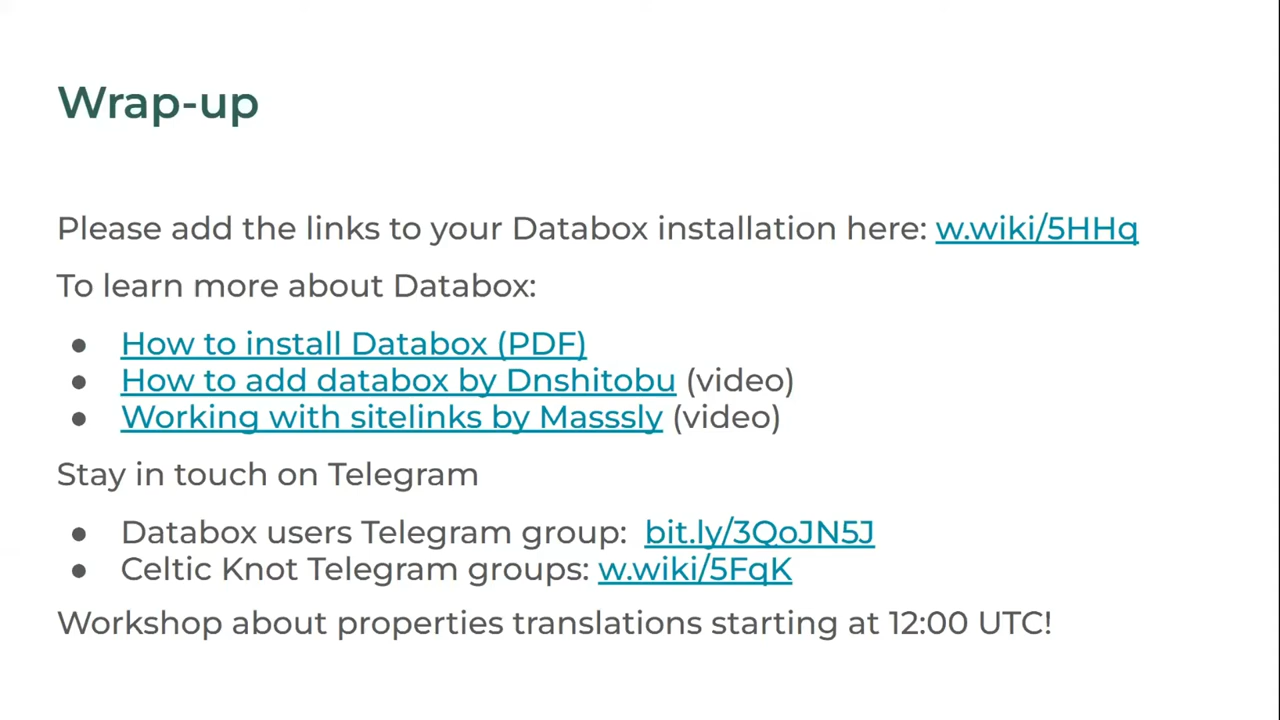 Wrap-up
Please add the links to your Databox installation here: w.wiki/5HHq
To learn more about Databox:
● How to install Databox (PDF)
● How to add databox by Dnshitobu (video)
● Working with sitelinks by Masssly (video)
Stay in touch on Telegram
● Databox users Telegram group: bit.ly/3QoJN5J
● Celtic Knot Telegram groups: w.wiki/5FqK
Workshop about properties translations starting at 12:00 UTC!